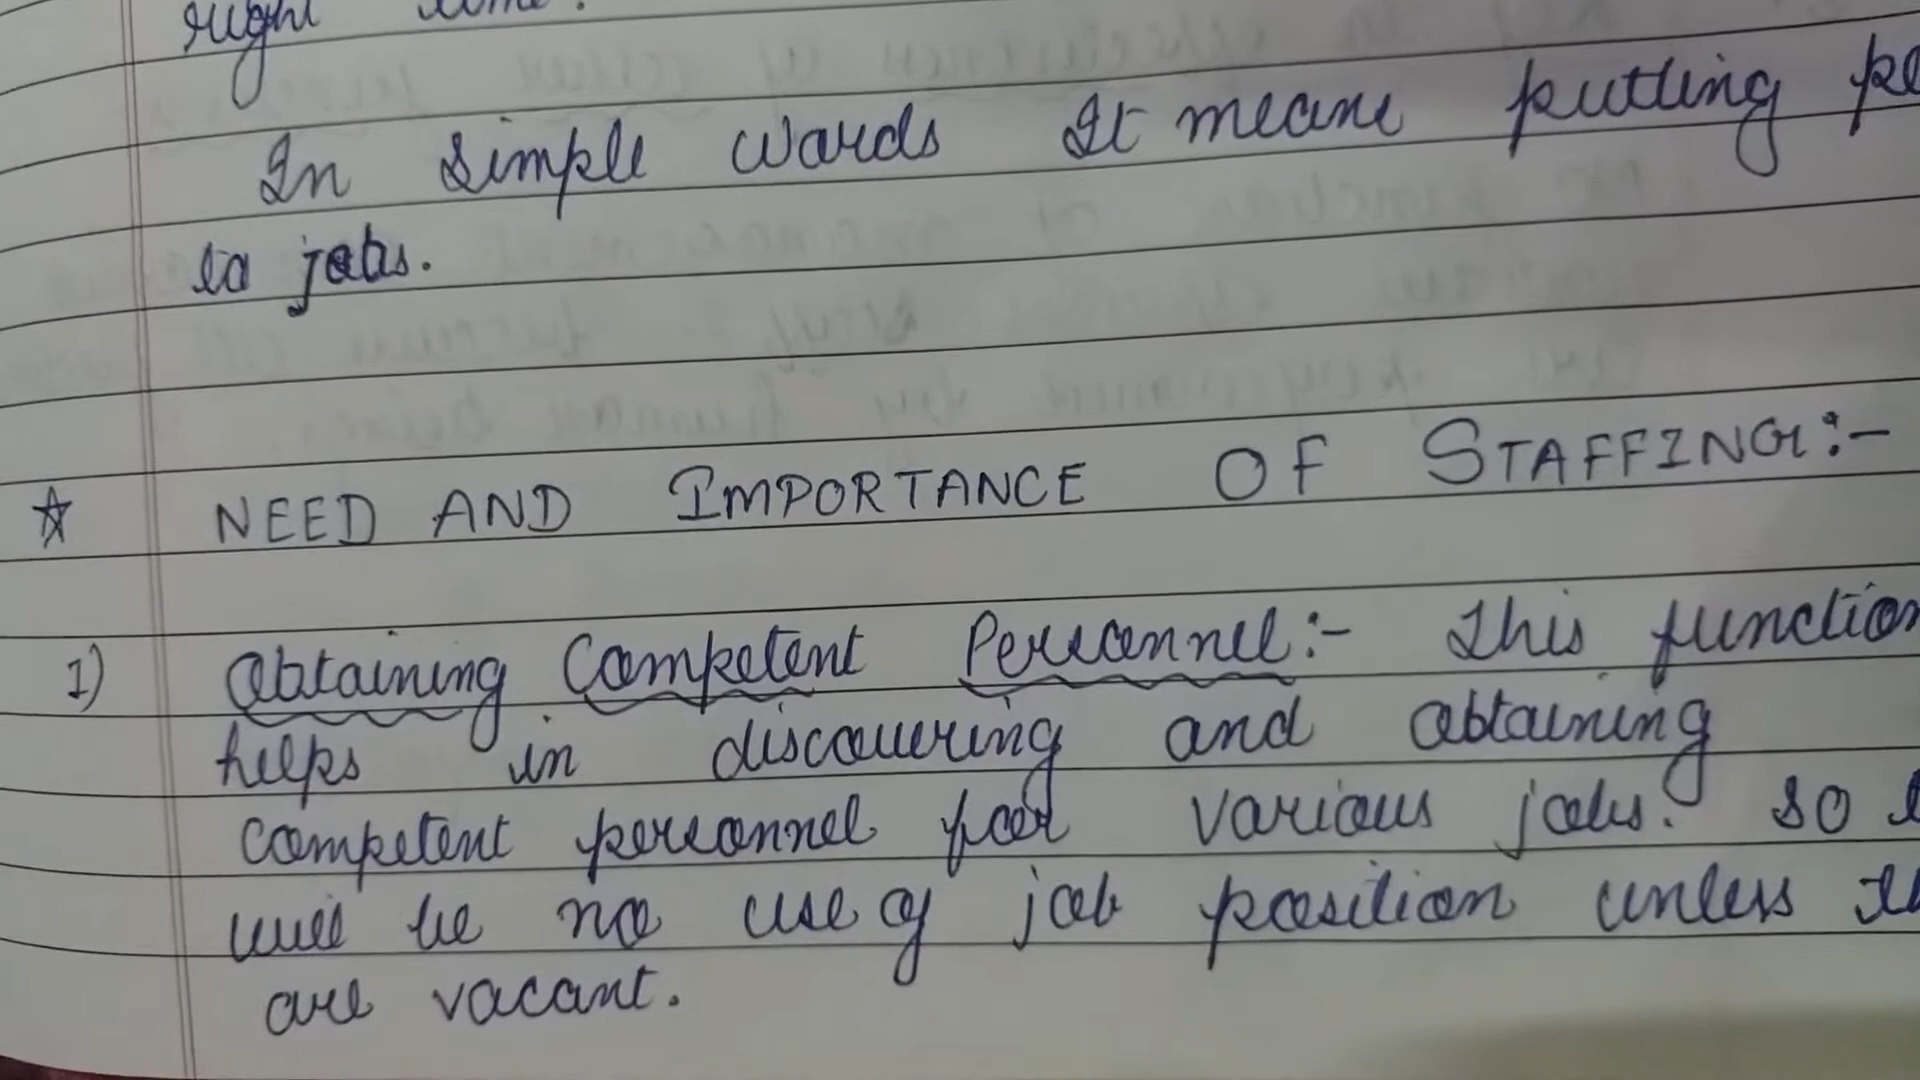 right time.
In Simple words It means putting
to jobs.
☆ NEED AND IMPORTANCE OF STAFFING:-
1) Obtaining Competent Personnel:- This function
helps in discovering and obtaining
competent personnel for various jobs. So
will be no use of job position unless
are vacant.